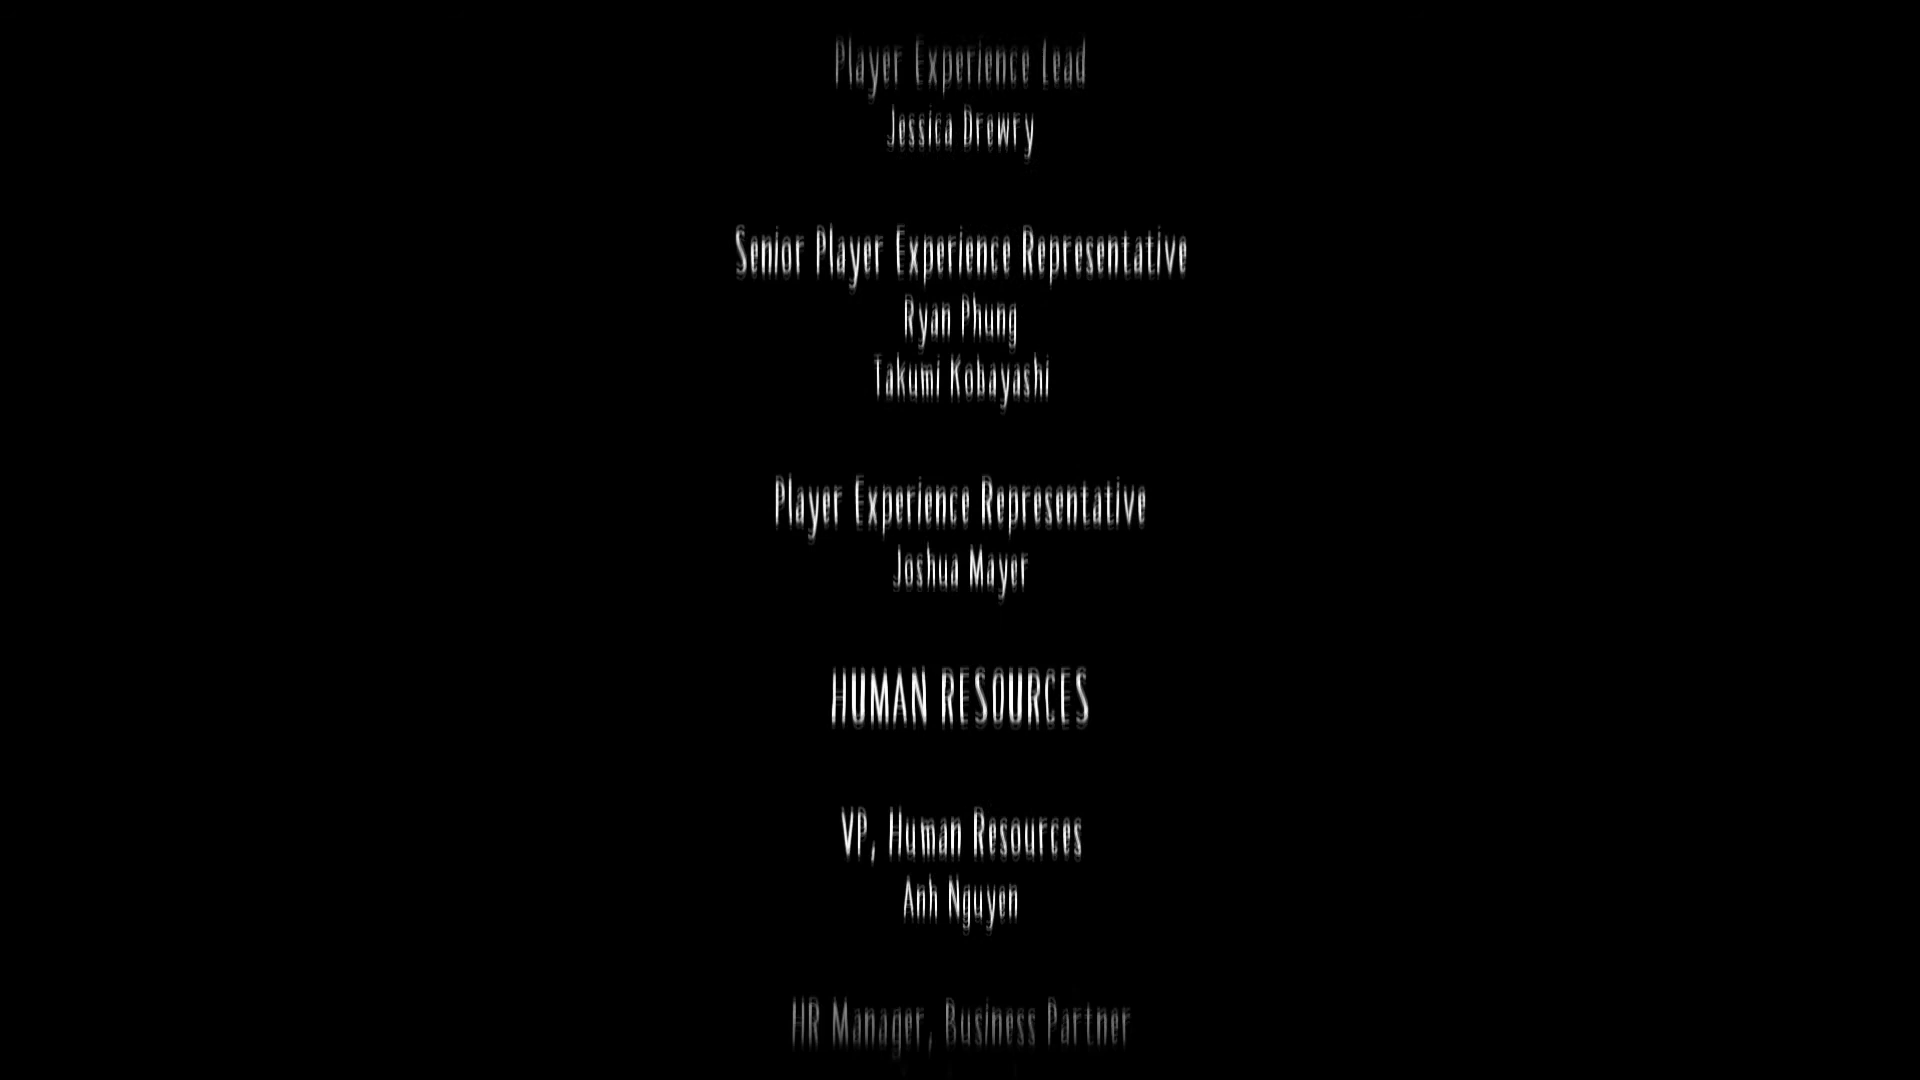 Player Experience Lead
Jessica Drewry
Senior Player Experience Representative
Ryan Phung
Takumi Kobayashi
Player Experience Representative
Joshua Mayer
HUMAN RESOURCES
VP, Human Resources
Anh Nguyen
HR Manager, Business Partner